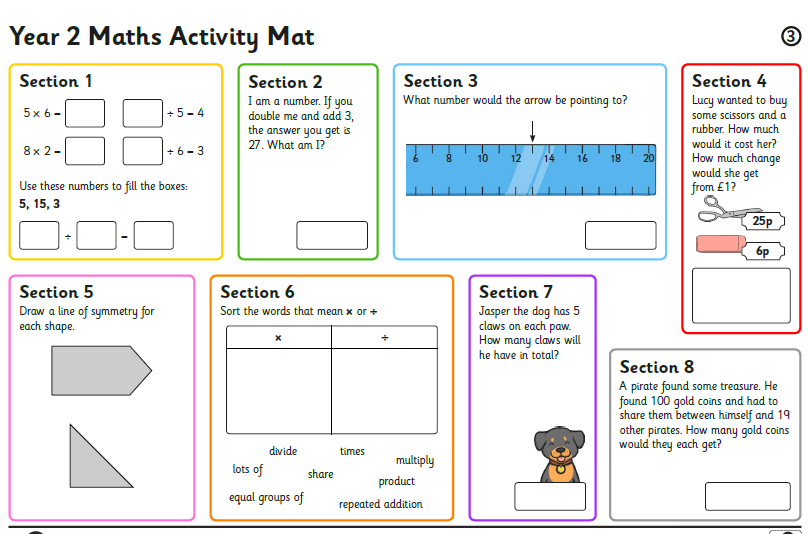 Year 2 Maths Activity Mat
3
Section 1
5 × 6 =
÷ 5 = 4
8 × 2 =
÷ 6 = 3
Use these numbers to fill the boxes:
5, 15, 3
÷ =
Section 2
I am a number. If you
double me and add 3,
the answer you get is
27. What am I?
Section 3
What number would the arrow be pointing to?
6 8 10 12 14 16 18 20
Section 4
Lucy wanted to buy
some scissors and a
rubber. How much
would it cost her?
How much change
would she get
from £1?
25p
6p
Section 5
Draw a line of symmetry for
each shape.
Section 6
Sort the words that mean × or ÷
× ÷
divide times
lots of share multiply
product
equal groups of repeated addition
Section 7
Jasper the dog has 5
claws on each paw.
How many claws will
he have in total?
Section 8
A pirate found some treasure. He
found 100 gold coins and had to
share them between himself and 19
other pirates. How many gold coins
would they each get?